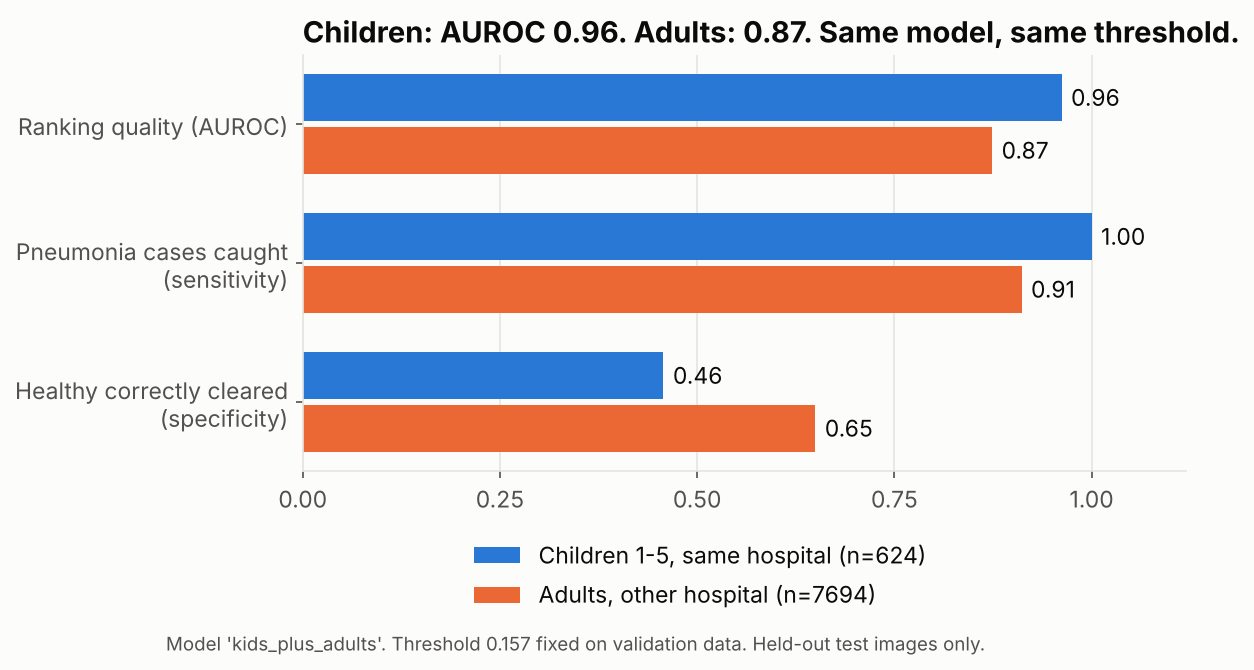 Children: AUROC 0.96. Adults: 0.87. Same model, same threshold.
Ranking quality (AUROC)
0.96
0.87
Pneumonia cases caught
(sensitivity)
1.00
0.91
Healthy correctly cleared
(specificity)
0.46
0.65
0.00 0.25 0.50 0.75 1.00
Children 1-5, same hospital (n=624)
Adults, other hospital (n=7694)
Model 'kids_plus_adults'. Threshold 0.157 fixed on validation data. Held-out test images only.